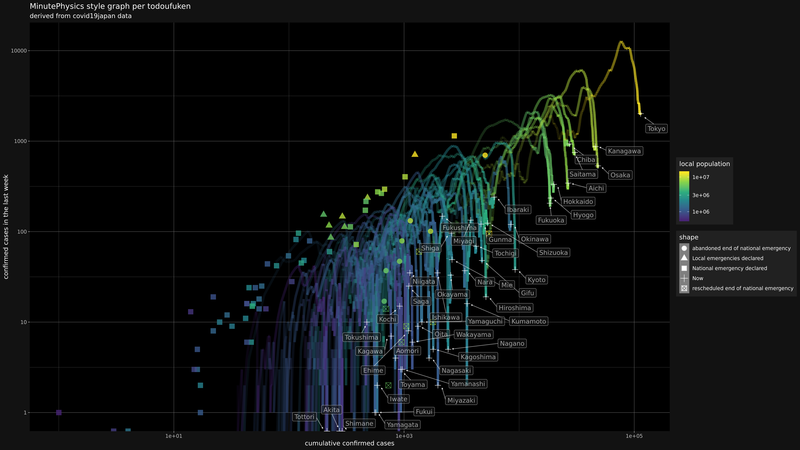 MinutePhysics style graph per todoufuken
derived from covid19japan data
confirmed cases in the last week
10000
1000
100
10
1
1e+01
1e+03
1e+05
cumulative confirmed cases
Tokyo
Kanagawa
Chiba
Saitama
Osaka
Aichi
Hokkaido
Hyogo
Fukuoka
Ibaraki
Fukushima
Miyagi
Gunma
Okinawa
Shiga
Tochigi
Shizuoka
Niigata
Nara
Mie
Kyoto
Saga
Okayama
Gifu
Hiroshima
Kochi
Ishikawa
Yamaguchi
Kumamoto
Tokushima
Oita
Wakayama
Nagano
Kagawa
Aomori
Kagoshima
Ehime
Nagasaki
Toyama
Yamanashi
Iwate
Miyazaki
Akita
Fukui
Tottori
Shimane
Yamagata
local population
1e+07
3e+06
1e+06
shape
abandoned end of national emergency
Local emergencies declared
National emergency declared
Now
rescheduled end of national emergency